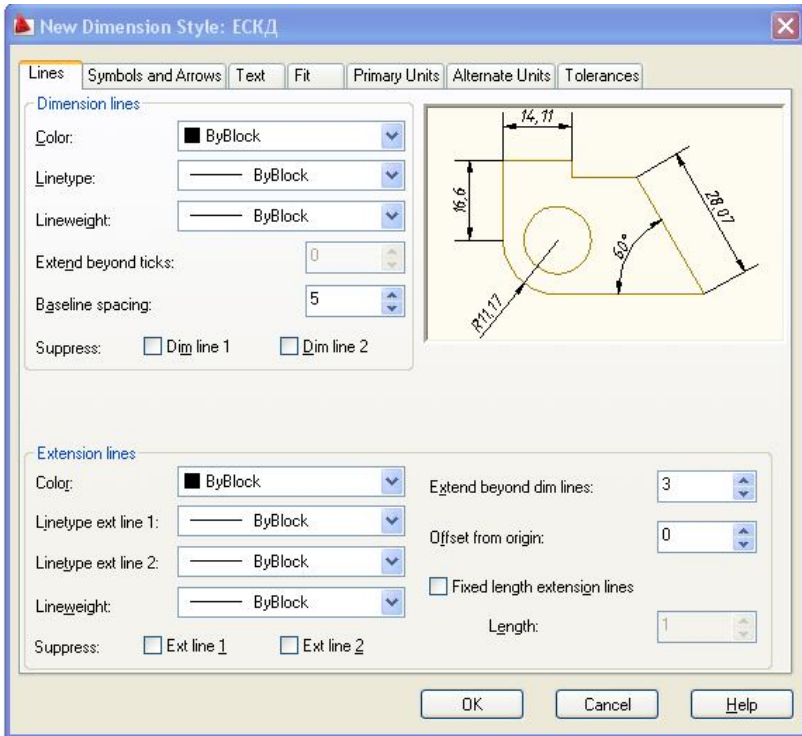 New Dimension Style: ЕСКД
Lines Symbols and Arrows Text Fit Primary Units Alternate Units Tolerances
Dimension lines
Color: ByBlock
Linetype: ByBlock
Lineweight: ByBlock
Extend beyond ticks: 0
Baseline spacing: 5
Suppress: Dim line 1 Dim line 2
14,11
16,6
28,07
60°
R11,17
Extension lines
Color: ByBlock
Linetype ext line 1: ByBlock
Linetype ext line 2: ByBlock
Lineweight: ByBlock
Suppress: Ext line 1 Ext line 2
Extend beyond dim lines: 3
Offset from origin: 0
Fixed length extension lines
Length: 1
OK Cancel Help